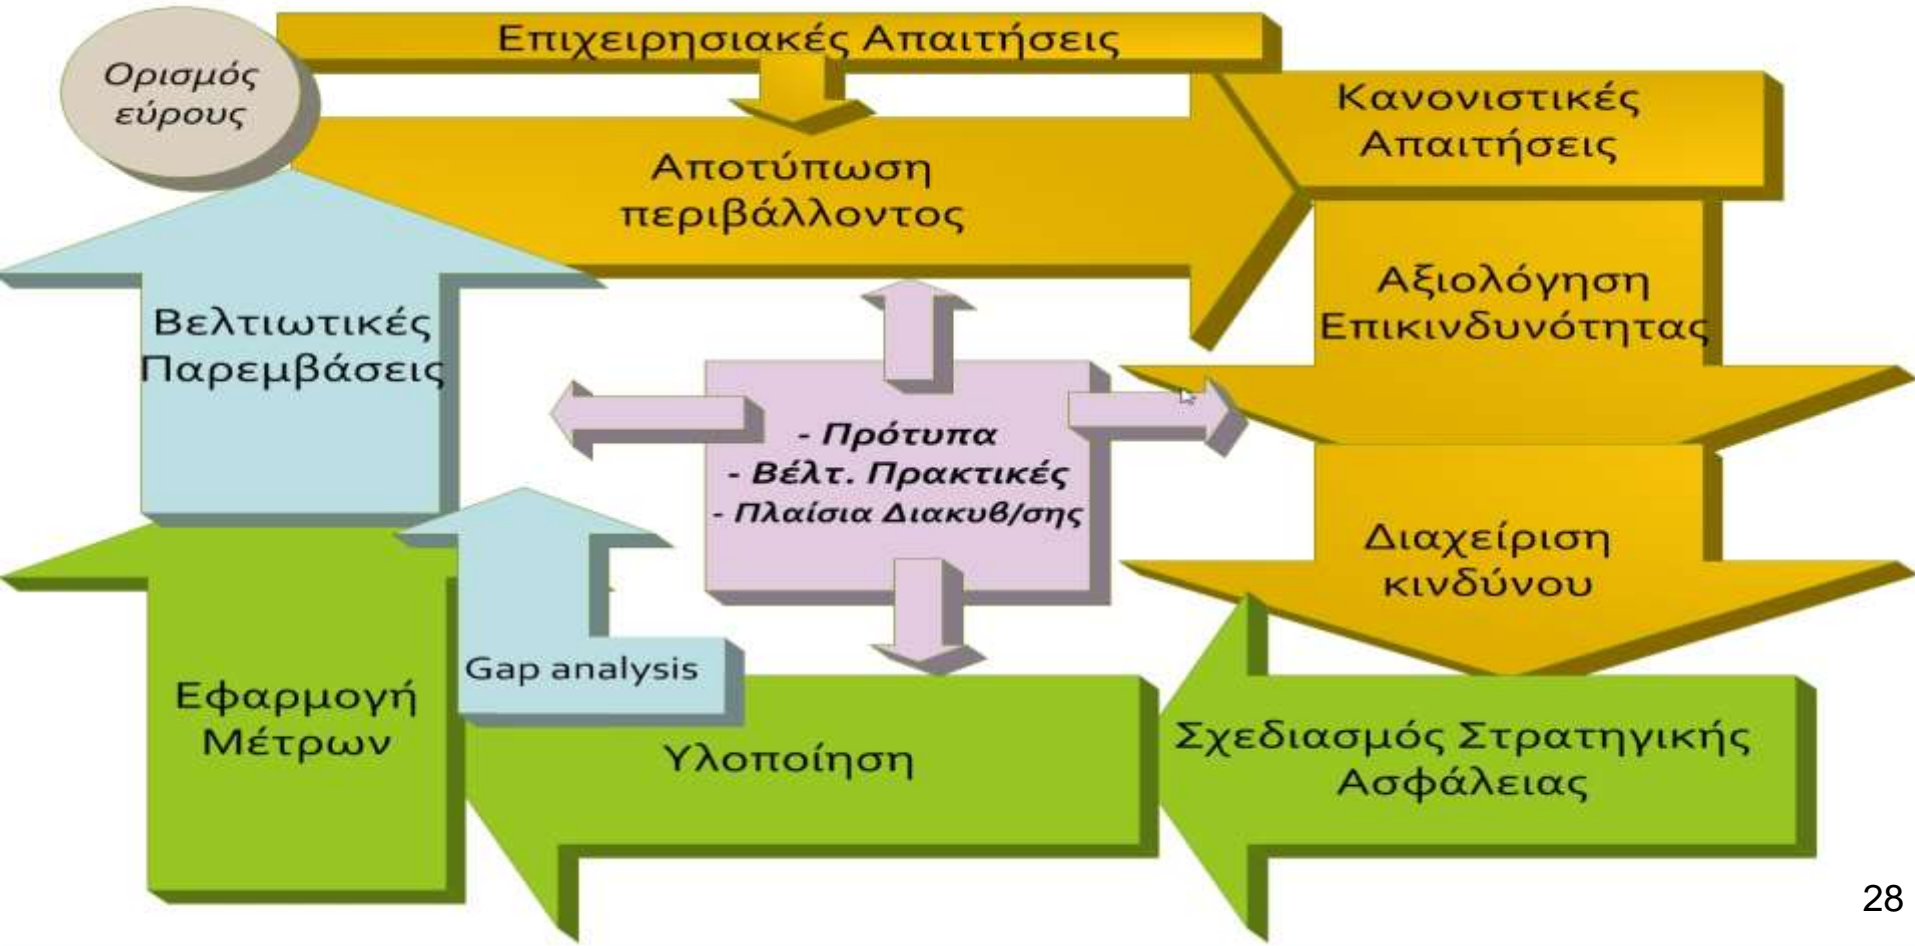 Επιχειρησιακές Απαιτήσεις
Ορισμός
εύρους
Κανονιστικές
Απαιτήσεις
Αποτύπωση
περιβάλλοντος
Αξιολόγηση
Επικινδυνότητας
Βελτιωτικές
Παρεμβάσεις
- Πρότυπα
- Βέλτ. Πρακτικές
- Πλαίσια Διακυβ/σης
Διαχείριση
κινδύνου
Gap analysis
Εφαρμογή
Μέτρων
Υλοποίηση
Σχεδιασμός Στρατηγικής
Ασφάλειας
28